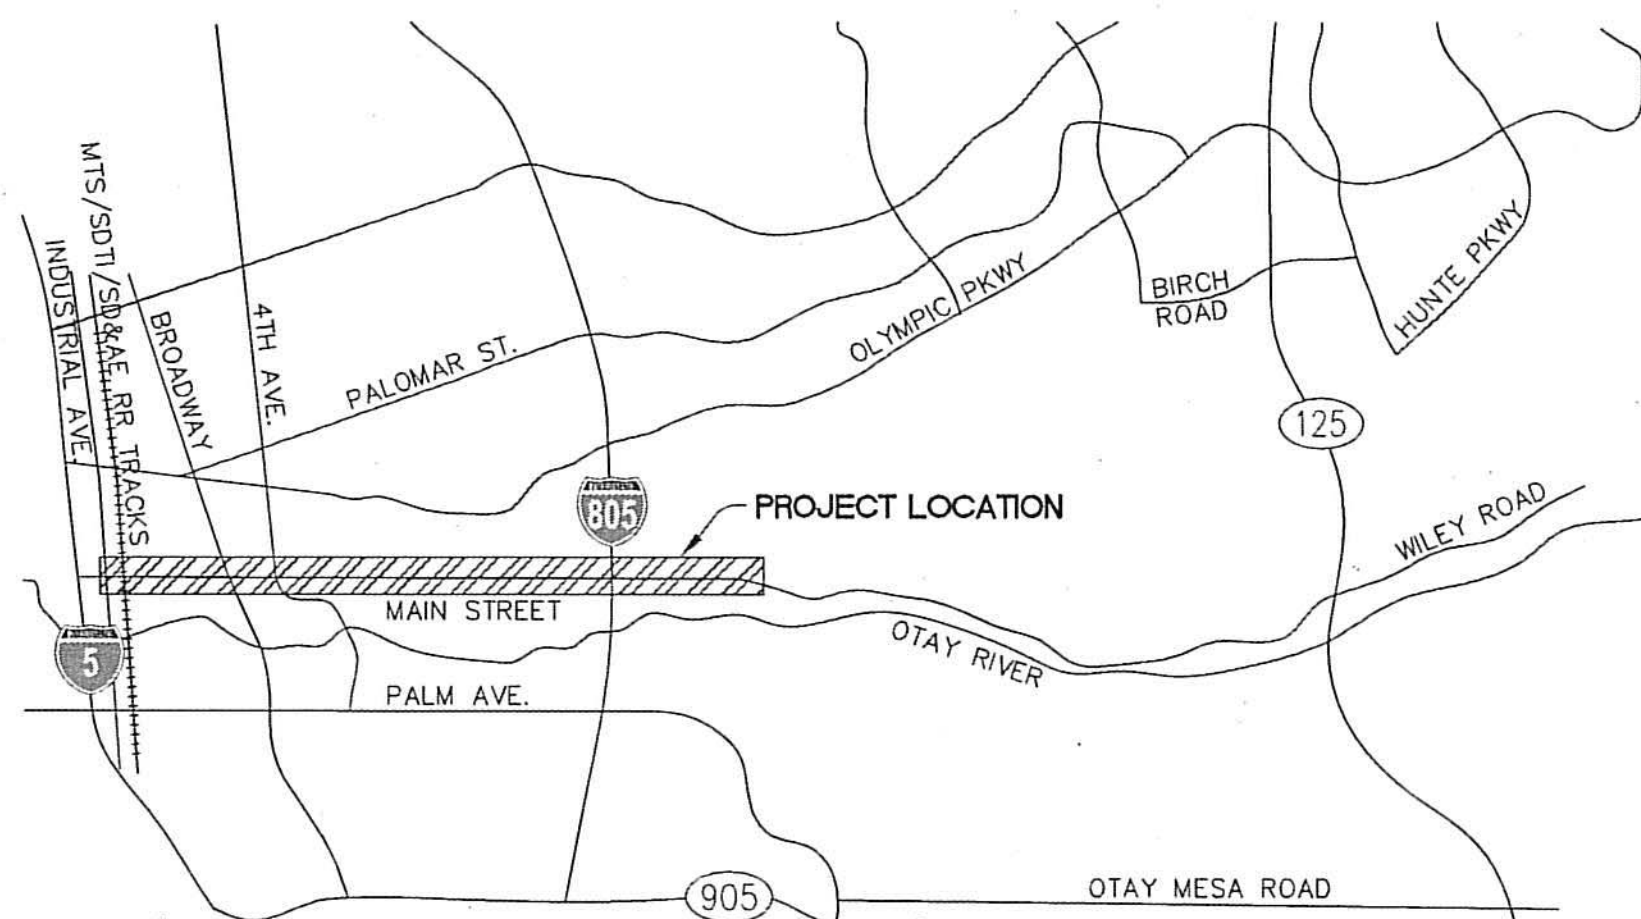 MTS/SDTI/SD&AE RR TRACKS
INDUSTRIAL AVE.
BROADWAY
4TH AVE.
PALOMAR ST.
OLYMPIC PKWY
BIRCH
ROAD
HUNTE PKWY
125
805
PROJECT LOCATION
WILEY ROAD
MAIN STREET
OTAY RIVER
5
PALM AVE.
905
OTAY MESA ROAD